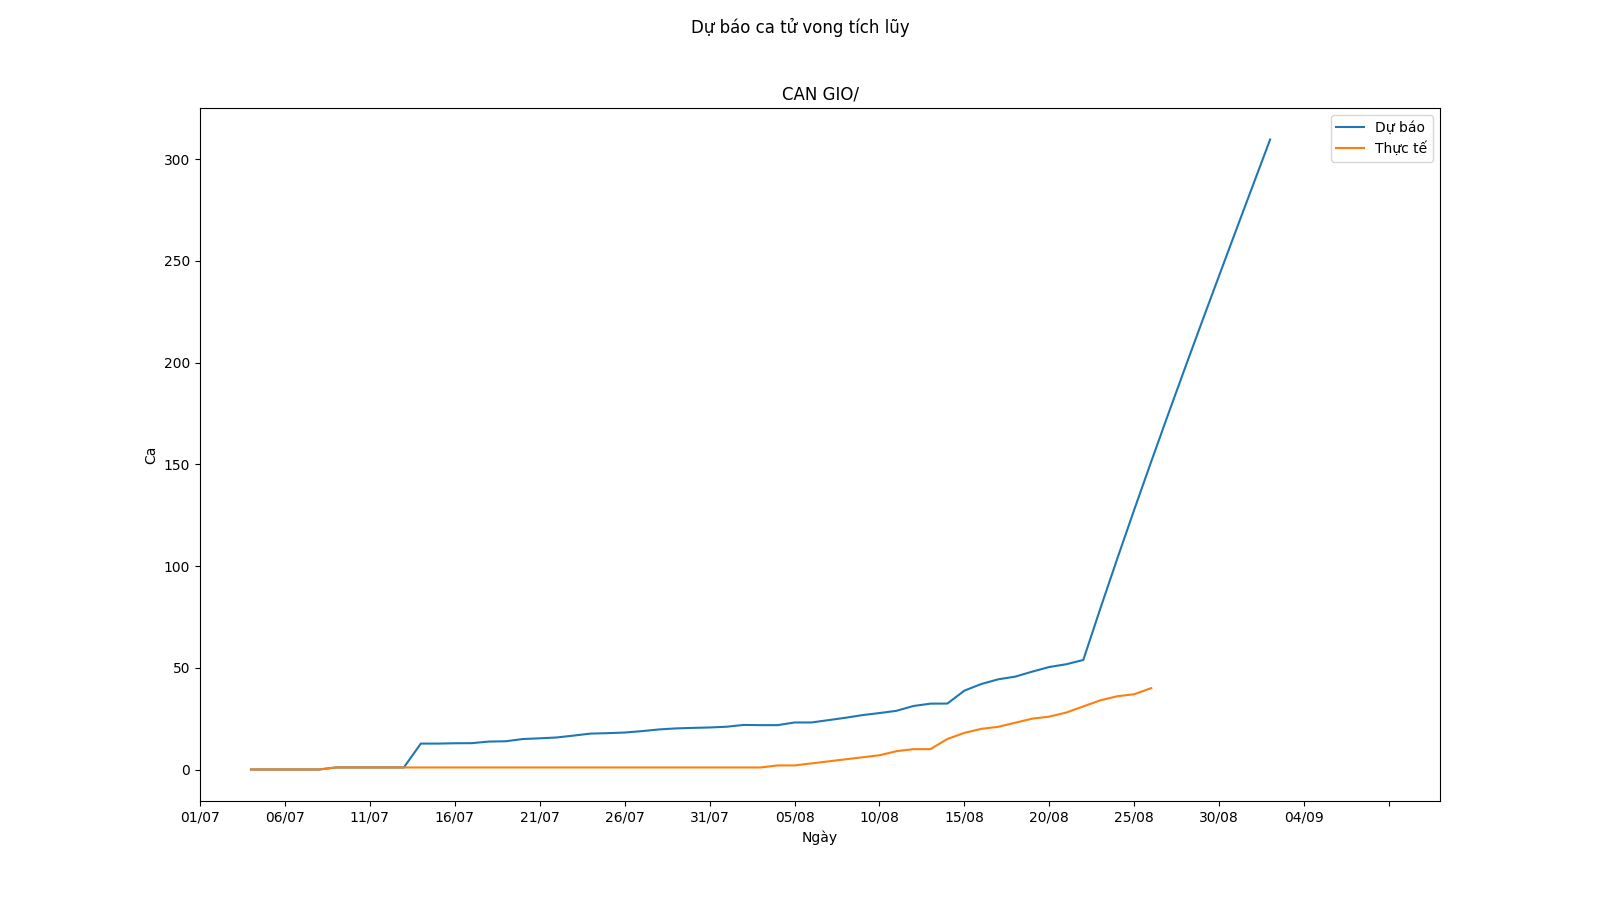 Dự báo ca tử vong tích lũy
CAN GIO/
Dự báo
Thực tế
300
250
200
150
100
50
0
Ca
01/07 06/07 11/07 16/07 21/07 26/07 31/07 05/08 10/08 15/08 20/08 25/08 30/08 04/09
Ngày